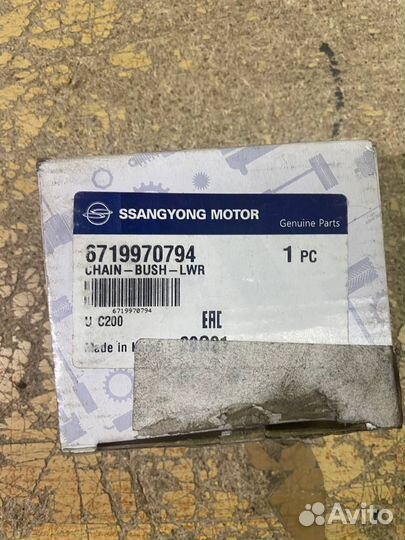 SSANGYONG MOTOR
Genuine Parts
6719970794 1 PC
CHAIN-BUSH-LWR
6719970794
U C200 EAC
Made in
Avito